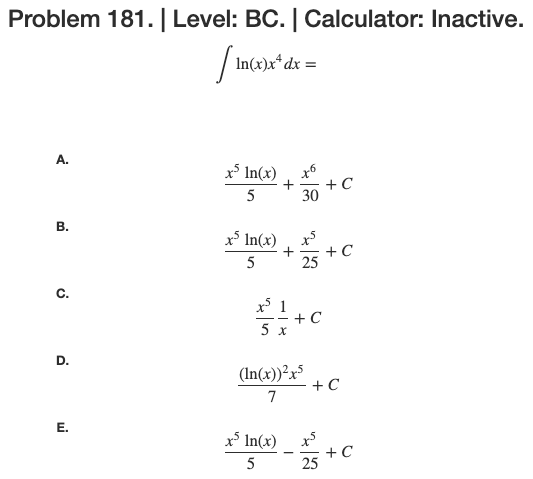 Problem 181. | Level: BC. | Calculator: Inactive.
∫ ln(x)x⁴ dx =
A. x⁵ ln(x)/5 + x⁶/30 + C
B. x⁵ ln(x)/5 + x⁵/25 + C
C. x⁵/5 1/x + C
D. (ln(x))²x⁵/7 + C
E. x⁵ ln(x)/5 − x⁵/25 + C